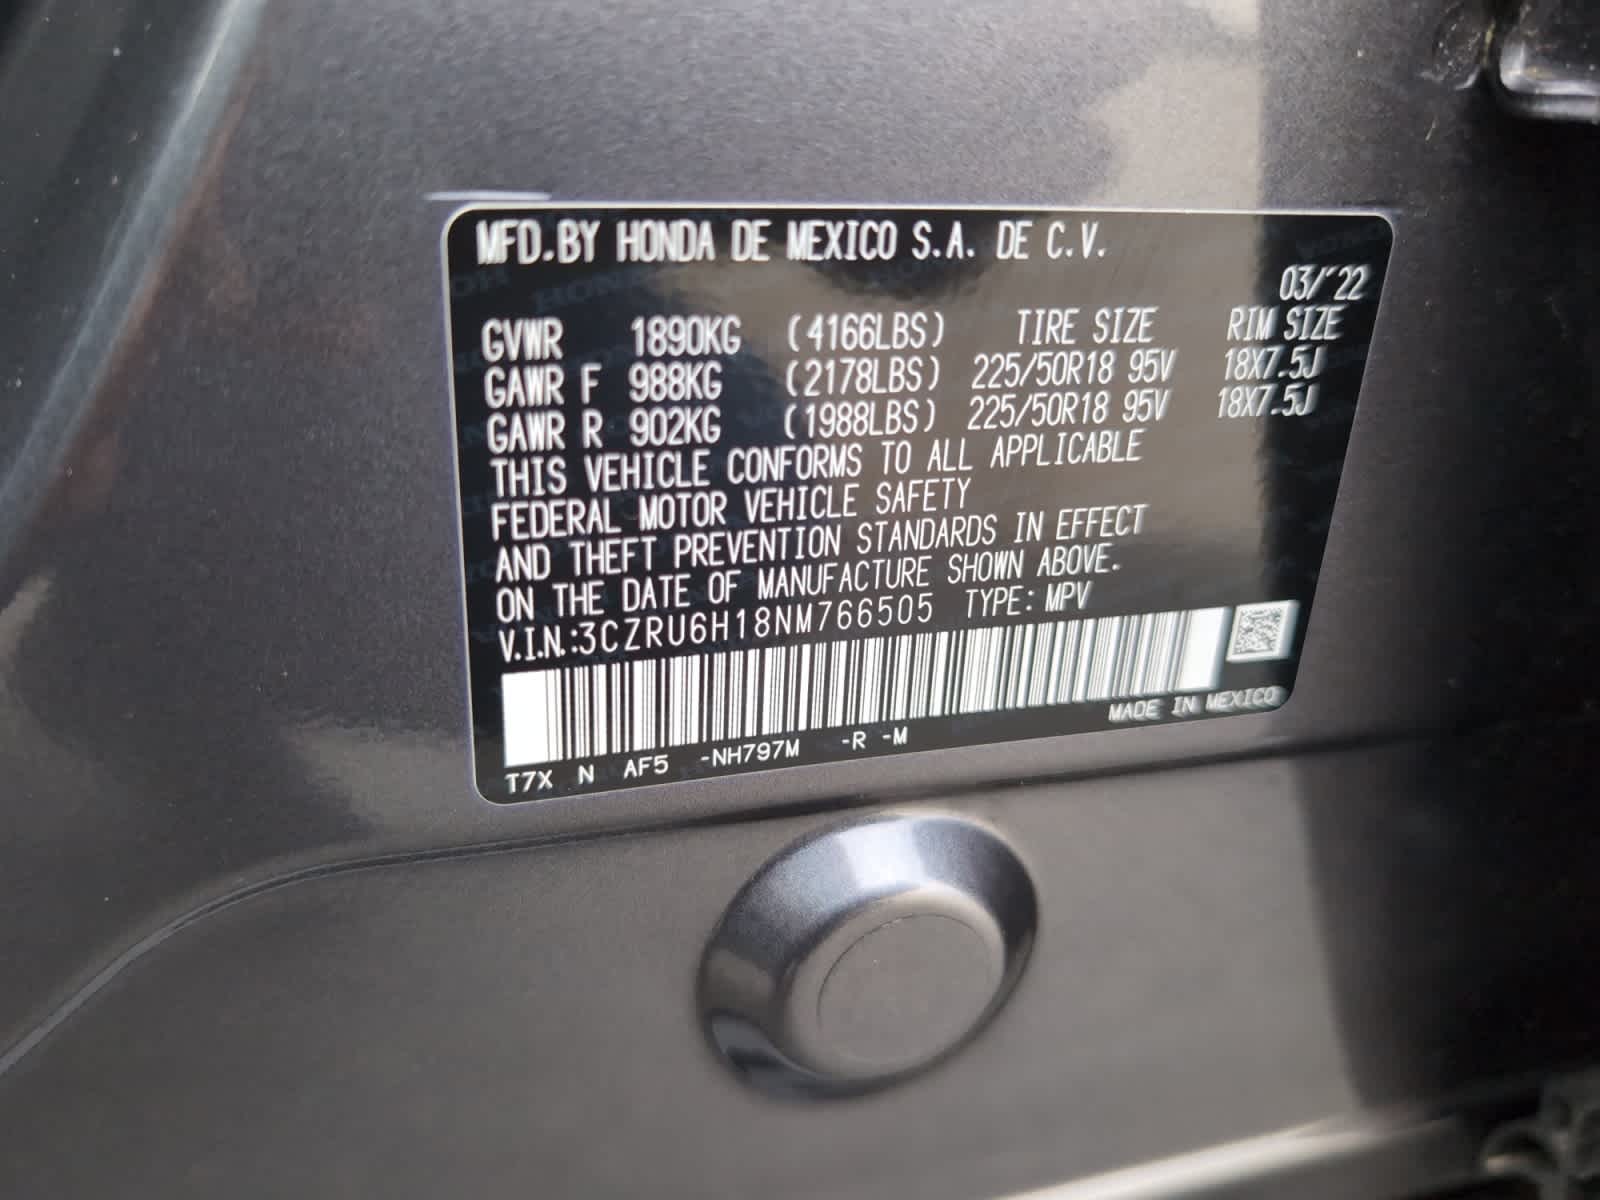 MFD.BY HONDA DE MEXICO S.A. DE C.V.
03/'22
GVWR 1890KG (4166LBS) TIRE SIZE RIM SIZE
GAWR F 988KG (2178LBS) 225/50R18 95V 18X7.5J
GAWR R 902KG (1988LBS) 225/50R18 95V 18X7.5J
THIS VEHICLE CONFORMS TO ALL APPLICABLE
FEDERAL MOTOR VEHICLE SAFETY
AND THEFT PREVENTION STANDARDS IN EFFECT
ON THE DATE OF MANUFACTURE SHOWN ABOVE.
V.I.N.:3CZRU6H18NM766505 TYPE: MPV
MADE IN MEXICO
T7X N AF5 -NH797M -R -M